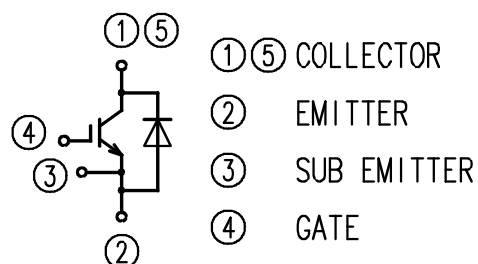 ①⑤
①⑤ COLLECTOR
② EMITTER
④
③ SUB EMITTER
③
④ GATE
②